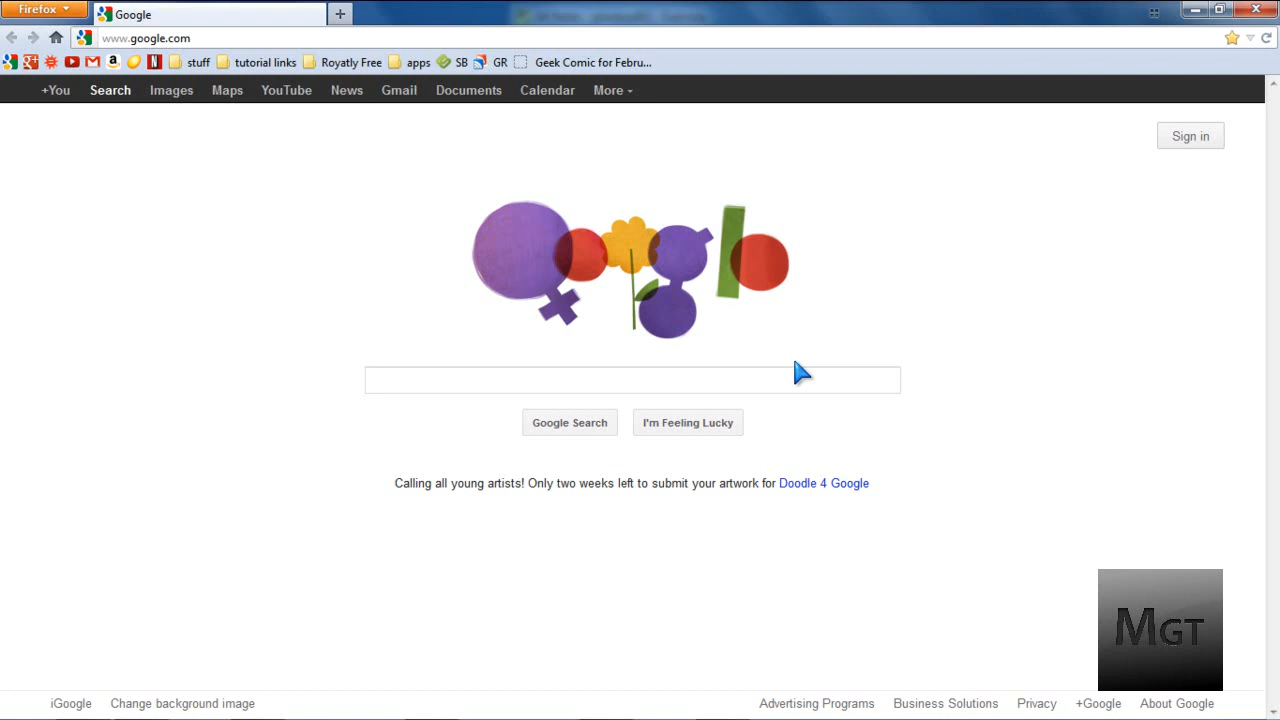 Firefox
Google
www.google.com
stuff tutorial links Royatly Free apps SB GR Geek Comic for Febru...
+You Search Images Maps YouTube News Gmail Documents Calendar More
Sign in
Google Search I'm Feeling Lucky
Calling all young artists! Only two weeks left to submit your artwork for Doodle 4 Google
MGT
iGoogle Change background image Advertising Programs Business Solutions Privacy +Google About Google